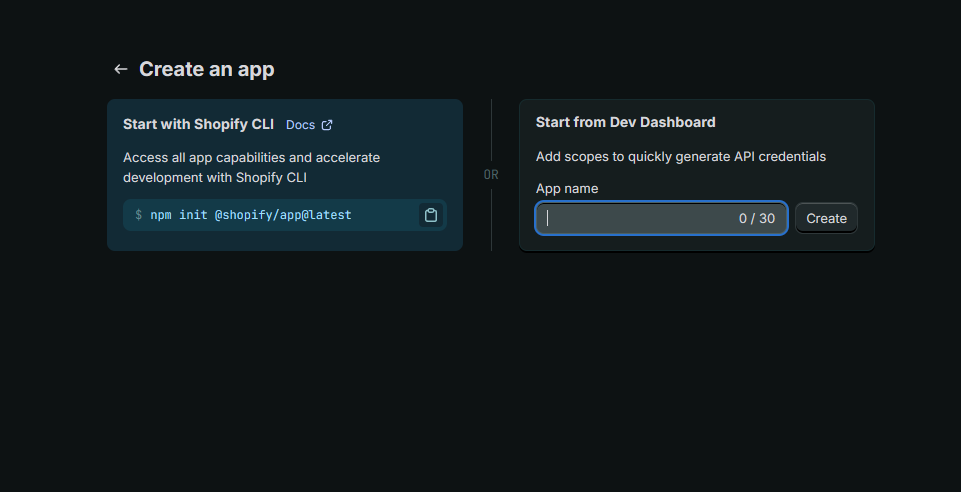 Create an app
Start with Shopify CLI Docs
Access all app capabilities and accelerate
development with Shopify CLI
$ npm init @shopify/app@latest
OR
Start from Dev Dashboard
Add scopes to quickly generate API credentials
App name
0 / 30
Create